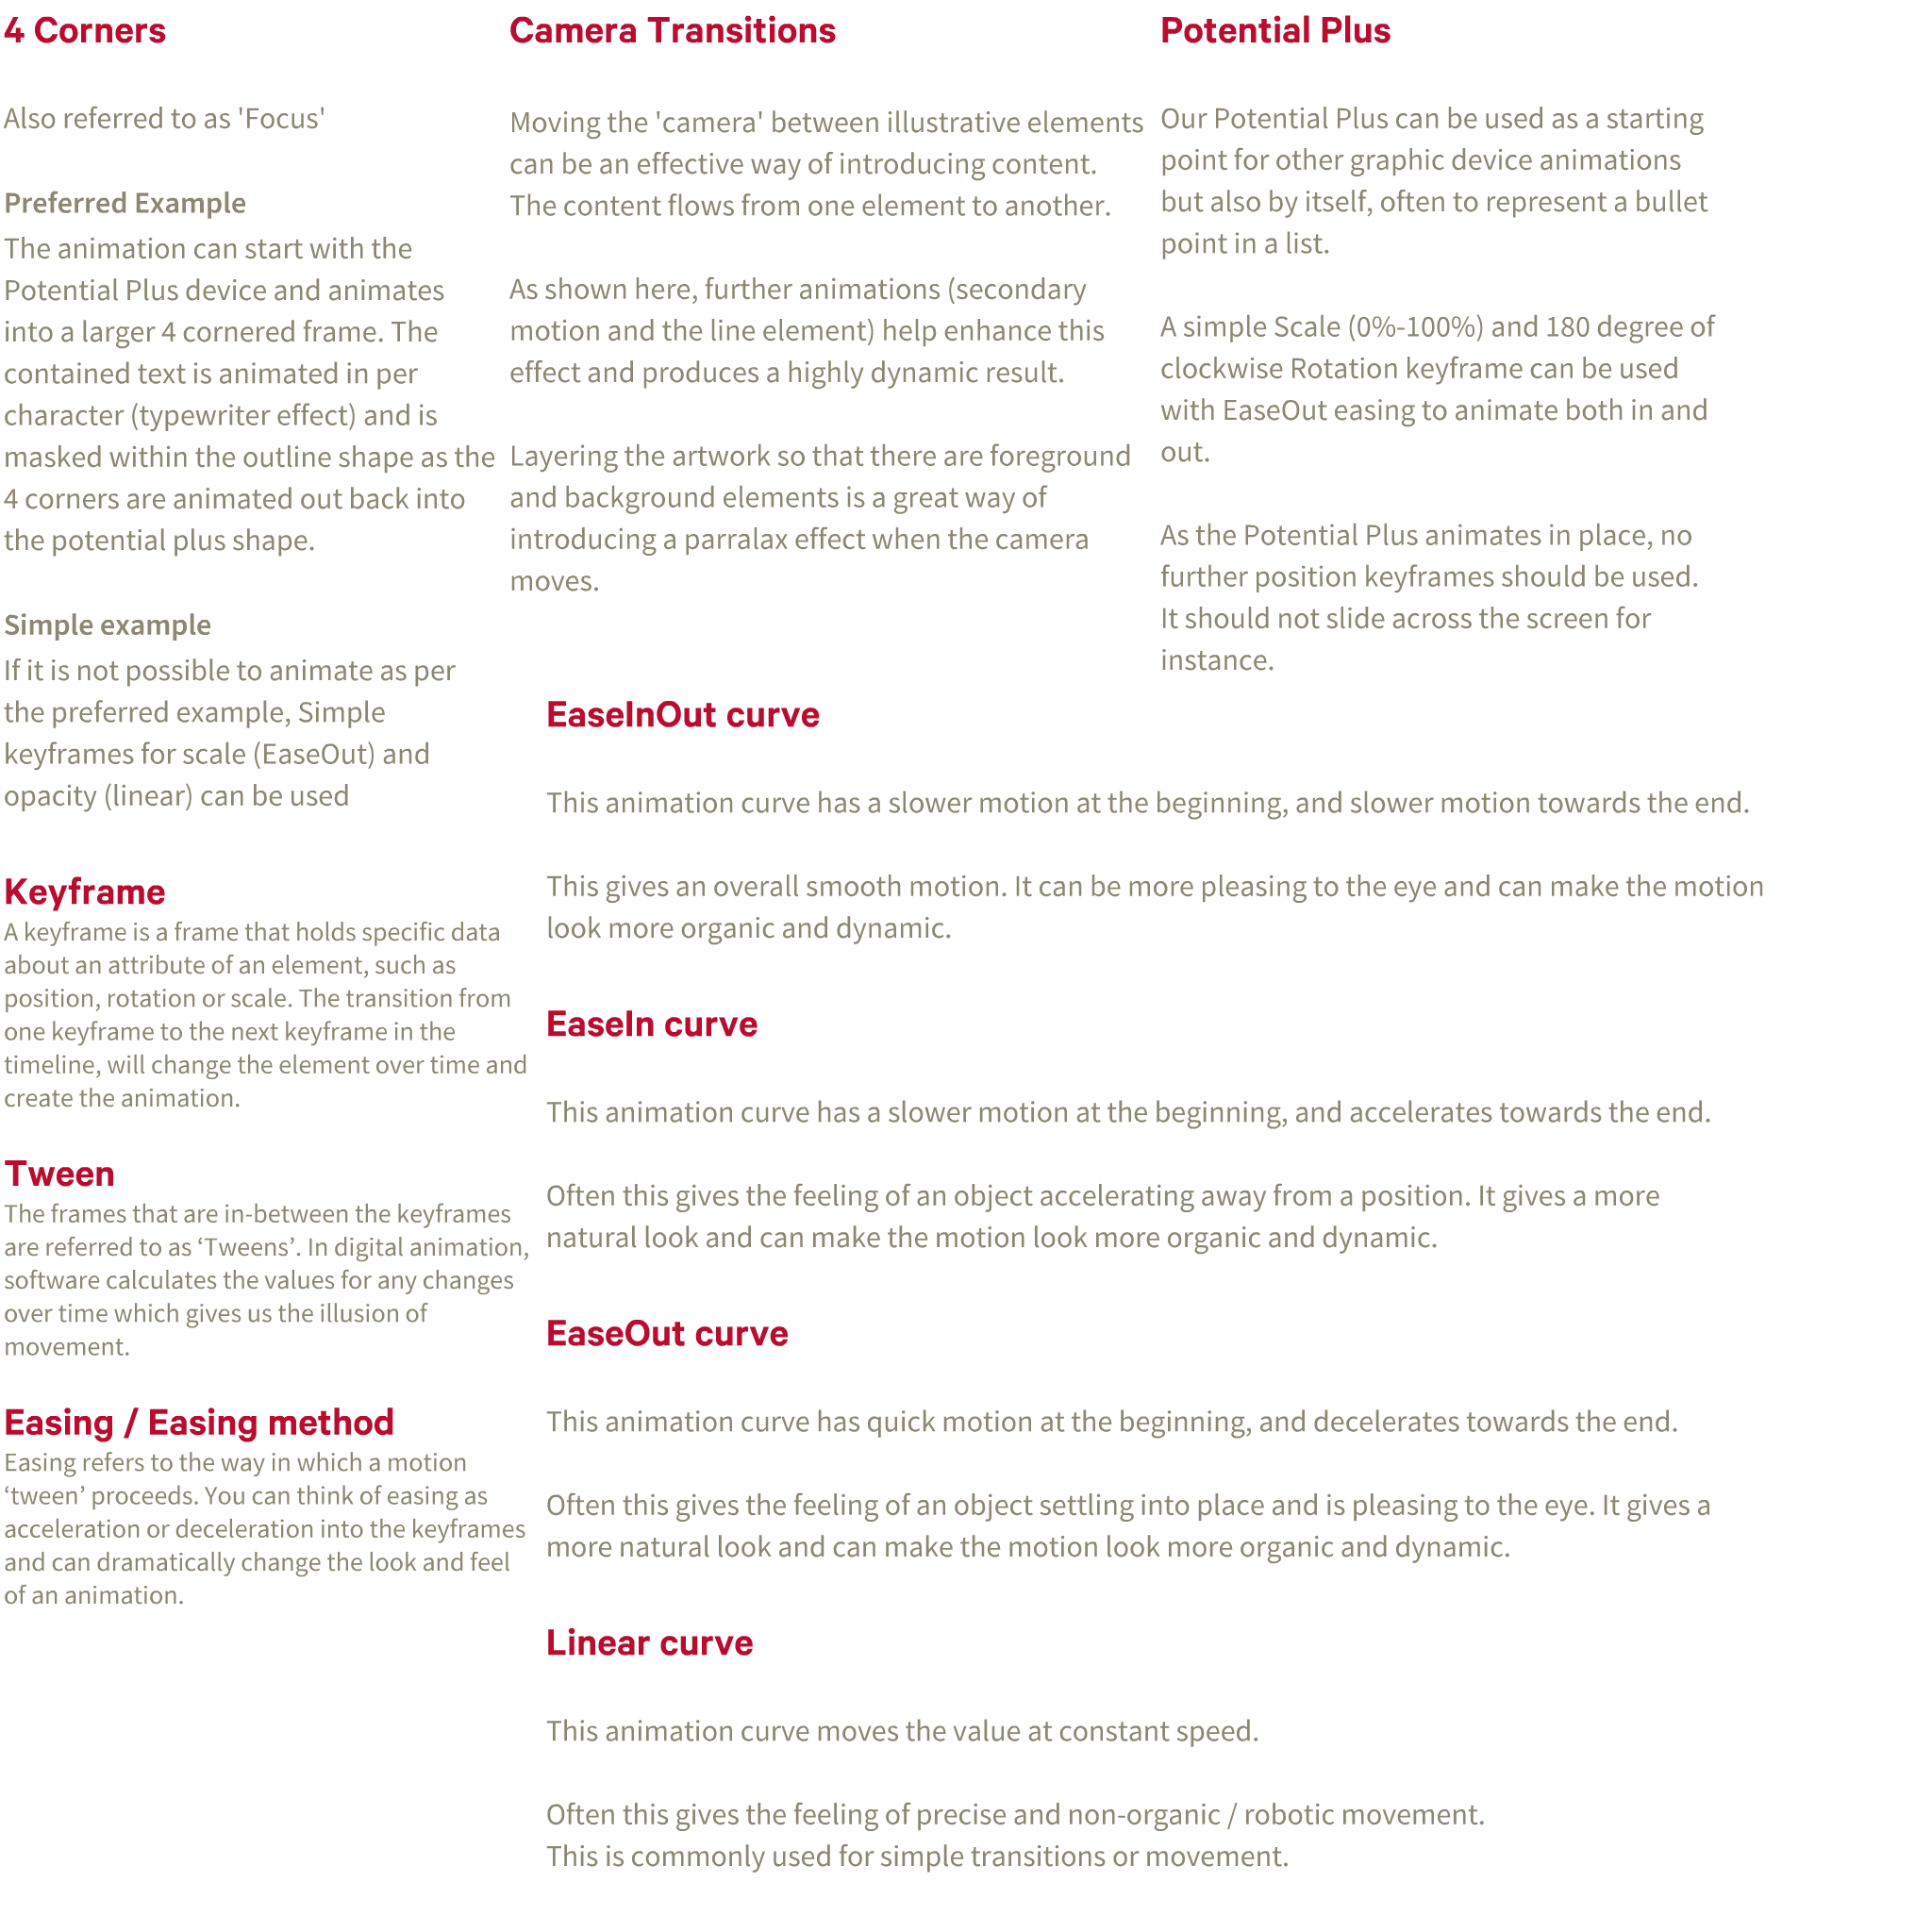 4 Corners
Also referred to as 'Focus'
Preferred Example
The animation can start with the
Potential Plus device and animates
into a larger 4 cornered frame. The
contained text is animated in per
character (typewriter effect) and is
masked within the outline shape as the
4 corners are animated out back into
the potential plus shape.
Simple example
If it is not possible to animate as per
the preferred example, Simple
keyframes for scale (EaseOut) and
opacity (linear) can be used
Camera Transitions
Moving the 'camera' between illustrative elements
can be an effective way of introducing content.
The content flows from one element to another.
As shown here, further animations (secondary
motion and the line element) help enhance this
effect and produces a highly dynamic result.
Layering the artwork so that there are foreground
and background elements is a great way of
introducing a parralax effect when the camera
moves.
Potential Plus
Our Potential Plus can be used as a starting
point for other graphic device animations
but also by itself, often to represent a bullet
point in a list.
A simple Scale (0%-100%) and 180 degree of
clockwise Rotation keyframe can be used
with EaseOut easing to animate both in and
out.
As the Potential Plus animates in place, no
further position keyframes should be used.
It should not slide across the screen for
instance.
Keyframe
A keyframe is a frame that holds specific data
about an attribute of an element, such as
position, rotation or scale. The transition from
one keyframe to the next keyframe in the
timeline, will change the element over time and
create the animation.
Tween
The frames that are in-between the keyframes
are referred to as ‘Tweens’. In digital animation,
software calculates the values for any changes
over time which gives us the illusion of
movement.
Easing / Easing method
Easing refers to the way in which a motion
‘tween’ proceeds. You can think of easing as
acceleration or deceleration into the keyframes
and can dramatically change the look and feel
of an animation.
EaseInOut curve
This animation curve has a slower motion at the beginning, and slower motion towards the end.
This gives an overall smooth motion. It can be more pleasing to the eye and can make the motion
look more organic and dynamic.
EaseIn curve
This animation curve has a slower motion at the beginning, and accelerates towards the end.
Often this gives the feeling of an object accelerating away from a position. It gives a more
natural look and can make the motion look more organic and dynamic.
EaseOut curve
This animation curve has quick motion at the beginning, and decelerates towards the end.
Often this gives the feeling of an object settling into place and is pleasing to the eye. It gives a
more natural look and can make the motion look more organic and dynamic.
Linear curve
This animation curve moves the value at constant speed.
Often this gives the feeling of precise and non-organic / robotic movement.
This is commonly used for simple transitions or movement.